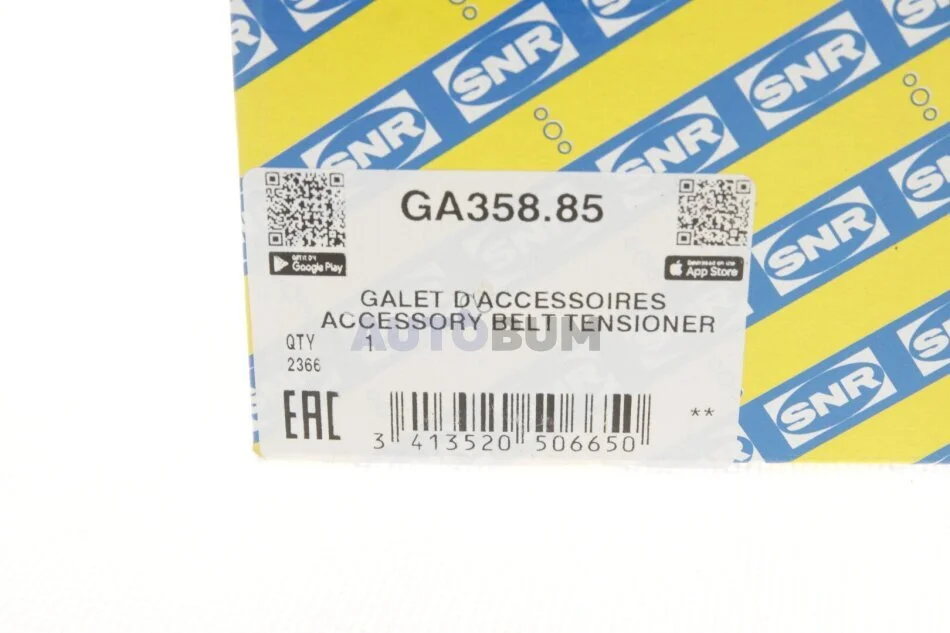 SNR
SNR
SNR
SNR
SNR
SNR
GA358.85
GET IT ON
Google Play
Download on the
App Store
GALET D'ACCESSOIRES
ACCESSORY BELT TENSIONER
AUTOBUM
QTY 1
2366
EAC
**
3 413520 506650